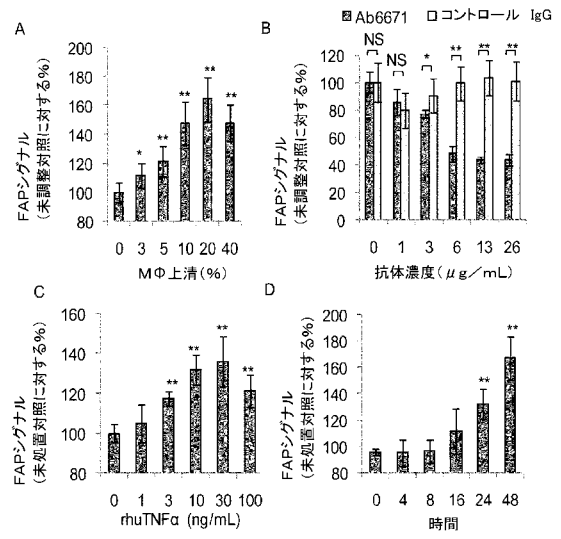 Ab6671 コントロール IgG
A
FAPシグナル
(未調整対照に対する%)
200
180
160
140
120
100
80
* ** ** ** **
0 3 5 10 20 40
MΦ上清(%)
B
FAPシグナル
(未調整対照に対する%)
120
100
80
60
40
20
0
NS NS * ** ** **
0 1 3 6 13 26
抗体濃度(μg/mL)
C
FAPシグナル
(未処置対照に対する%)
160
140
120
100
80
** ** ** **
0 1 3 10 30 100
rhuTNFα (ng/mL)
D
FAPシグナル
(未処置対照に対する%)
200
180
160
140
120
100
80
** **
0 4 8 16 24 48
時間